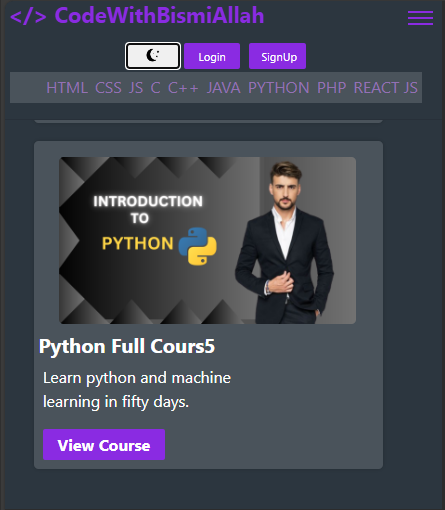 </> CodeWithBismiAllah
Login SignUp
HTML CSS JS C C++ JAVA PYTHON PHP REACT JS
INTRODUCTION
TO
PYTHON
Python Full Cours5
Learn python and machine
learning in fifty days.
View Course